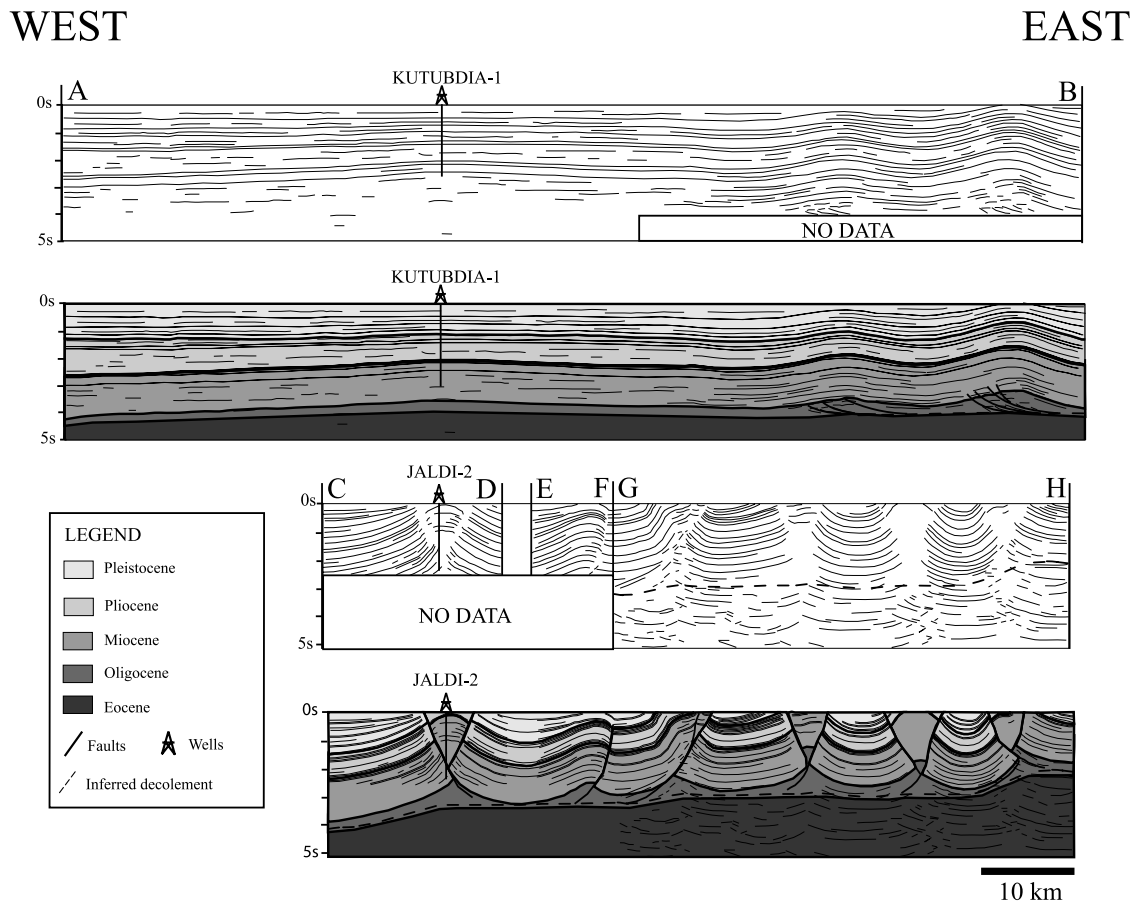 WEST
EAST
KUTUBDIA-1
A
B
0s
5s
NO DATA
KUTUBDIA-1
0s
5s
JALDI-2
C
D
E
F
G
H
0s
NO DATA
5s
LEGEND
Pleistocene
Pliocene
Miocene
Oligocene
Eocene
Faults
Wells
Inferred decolement
JALDI-2
0s
5s
10 km